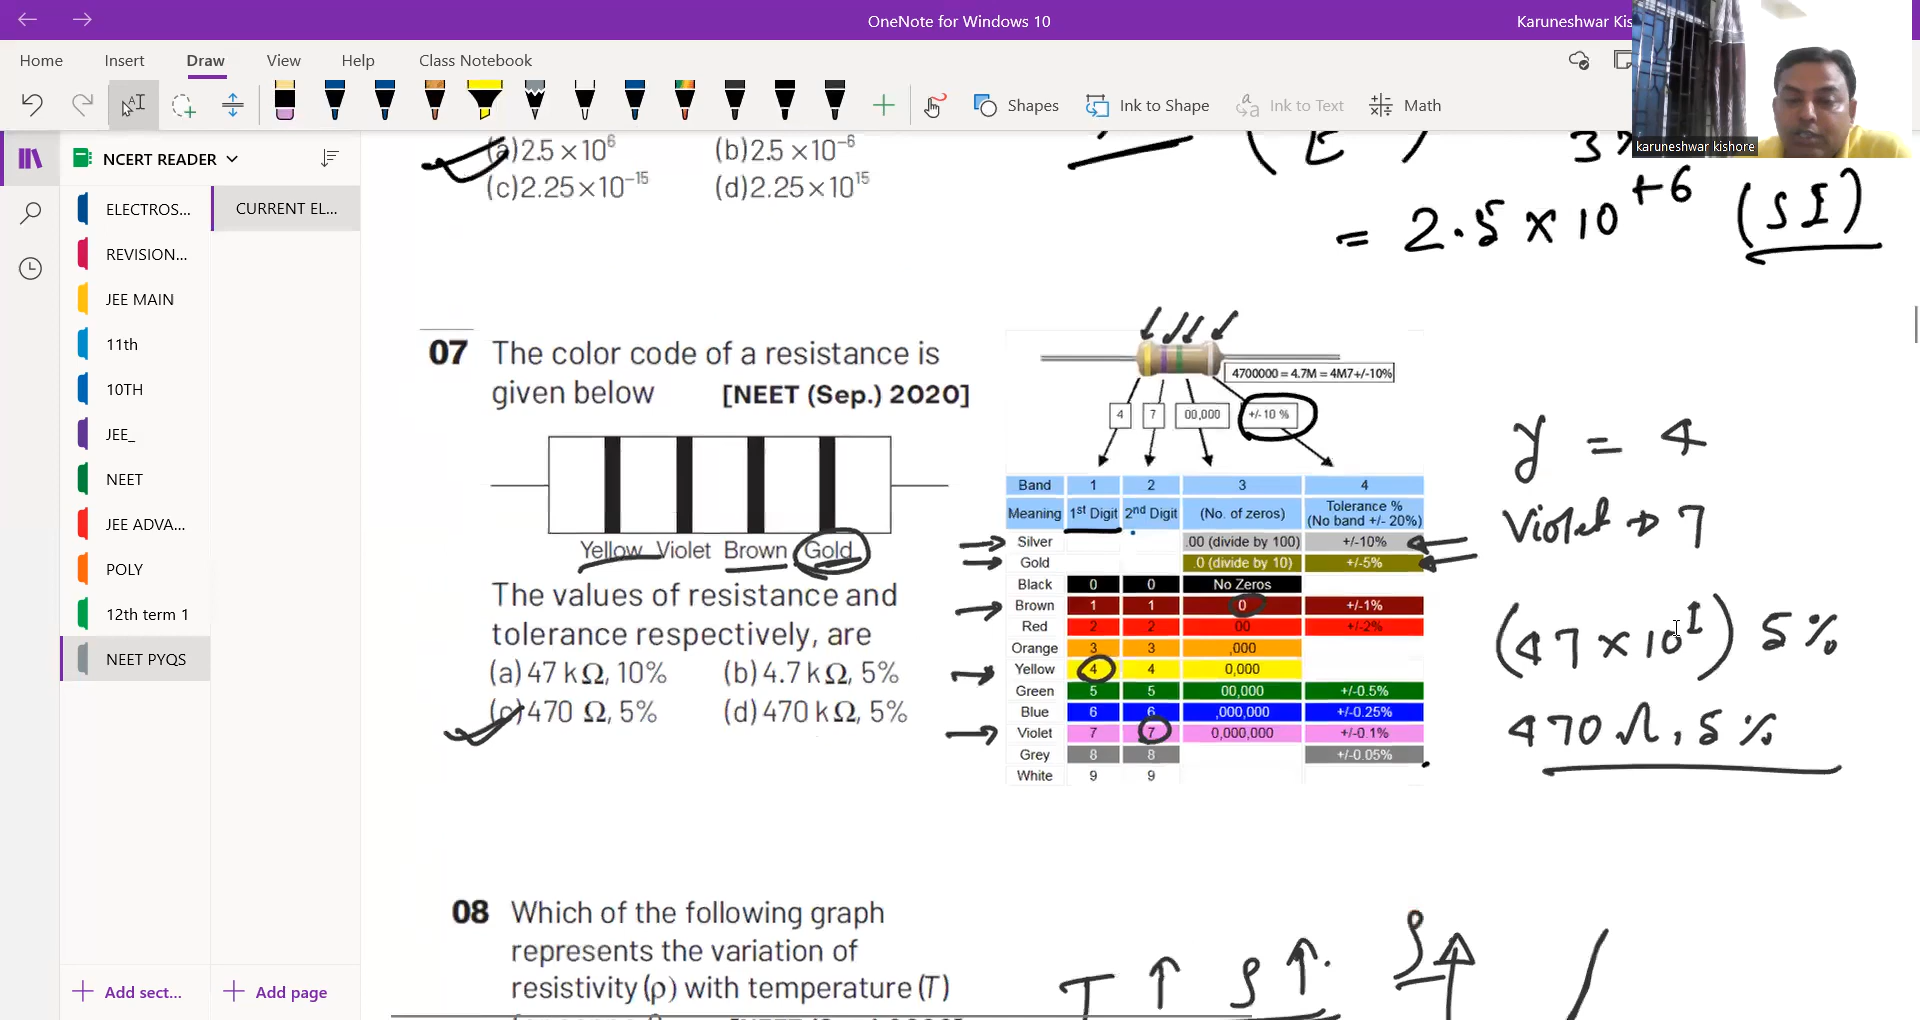 OneNote for Windows 10
Karuneshwar Kis
Home Insert Draw View Help Class Notebook
Shapes Ink to Shape Ink to Text Math
karuneshwar kishore
NCERT READER
ELECTROS...
REVISION...
JEE MAIN
11th
10TH
JEE_
NEET
JEE ADVA...
POLY
12th term 1
NEET PYQS
Add sect...
CURRENT EL...
Add page
(a) 2.5 × 10⁶ (b) 2.5 × 10⁻⁶
(c) 2.25 × 10⁻¹⁵ (d) 2.25 × 10¹⁵
= 2.5 × 10⁺⁶ (SI)
07 The color code of a resistance is
given below [NEET (Sep.) 2020]
Yellow Violet Brown Gold
The values of resistance and
tolerance respectively, are
(a) 47 kΩ, 10% (b) 4.7 kΩ, 5%
(c) 470 Ω, 5% (d) 470 kΩ, 5%
4700000 = 4.7M = 4M7+/-10%
4 7 00,000 +/-10 %
Band 1 2 3 4
Meaning 1st Digit 2nd Digit (No. of zeros) Tolerance % (No band +/- 20%)
Silver .00 (divide by 100) +/-10%
Gold .0 (divide by 10) +/-5%
Black 0 0 No Zeros
Brown 1 1 0 +/-1%
Red 2 2 00 +/-2%
Orange 3 3 ,000
Yellow 4 4 0,000
Green 5 5 00,000 +/-0.5%
Blue 6 6 ,000,000 +/-0.25%
Violet 7 7 0,000,000 +/-0.1%
Grey 8 8 +/-0.05%
White 9 9
y = 4
Violet → 7
(47 × 10¹) 5%
470 Ω, 5%
08 Which of the following graph
represents the variation of
resistivity (ρ) with temperature (T)
T ↑ ρ ↑. ρ